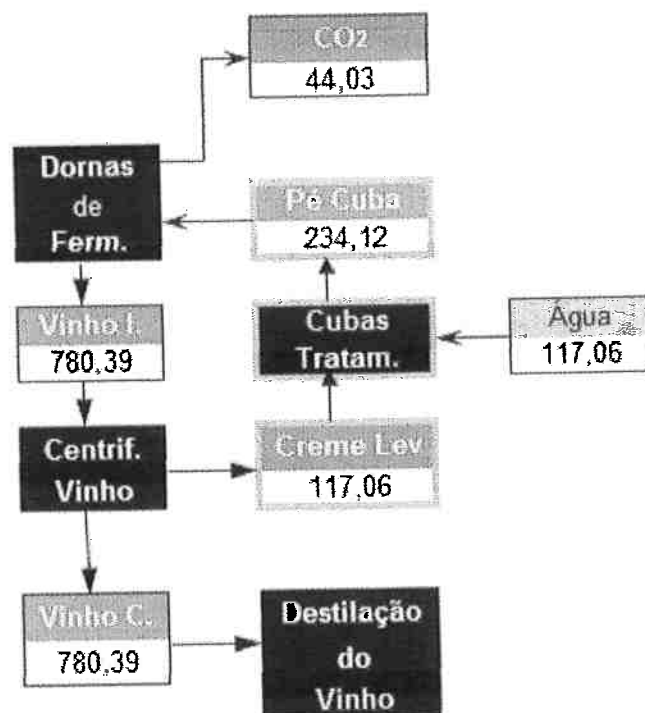 CO2
44,03
Dornas
de
Ferm.
Pé Cuba
234,12
Vinho I.
780,39
Cubas
Tratam.
Água
117,06
Centrif.
Vinho
Creme Lev
117,06
Vinho C.
780,39
Destilação
do
Vinho